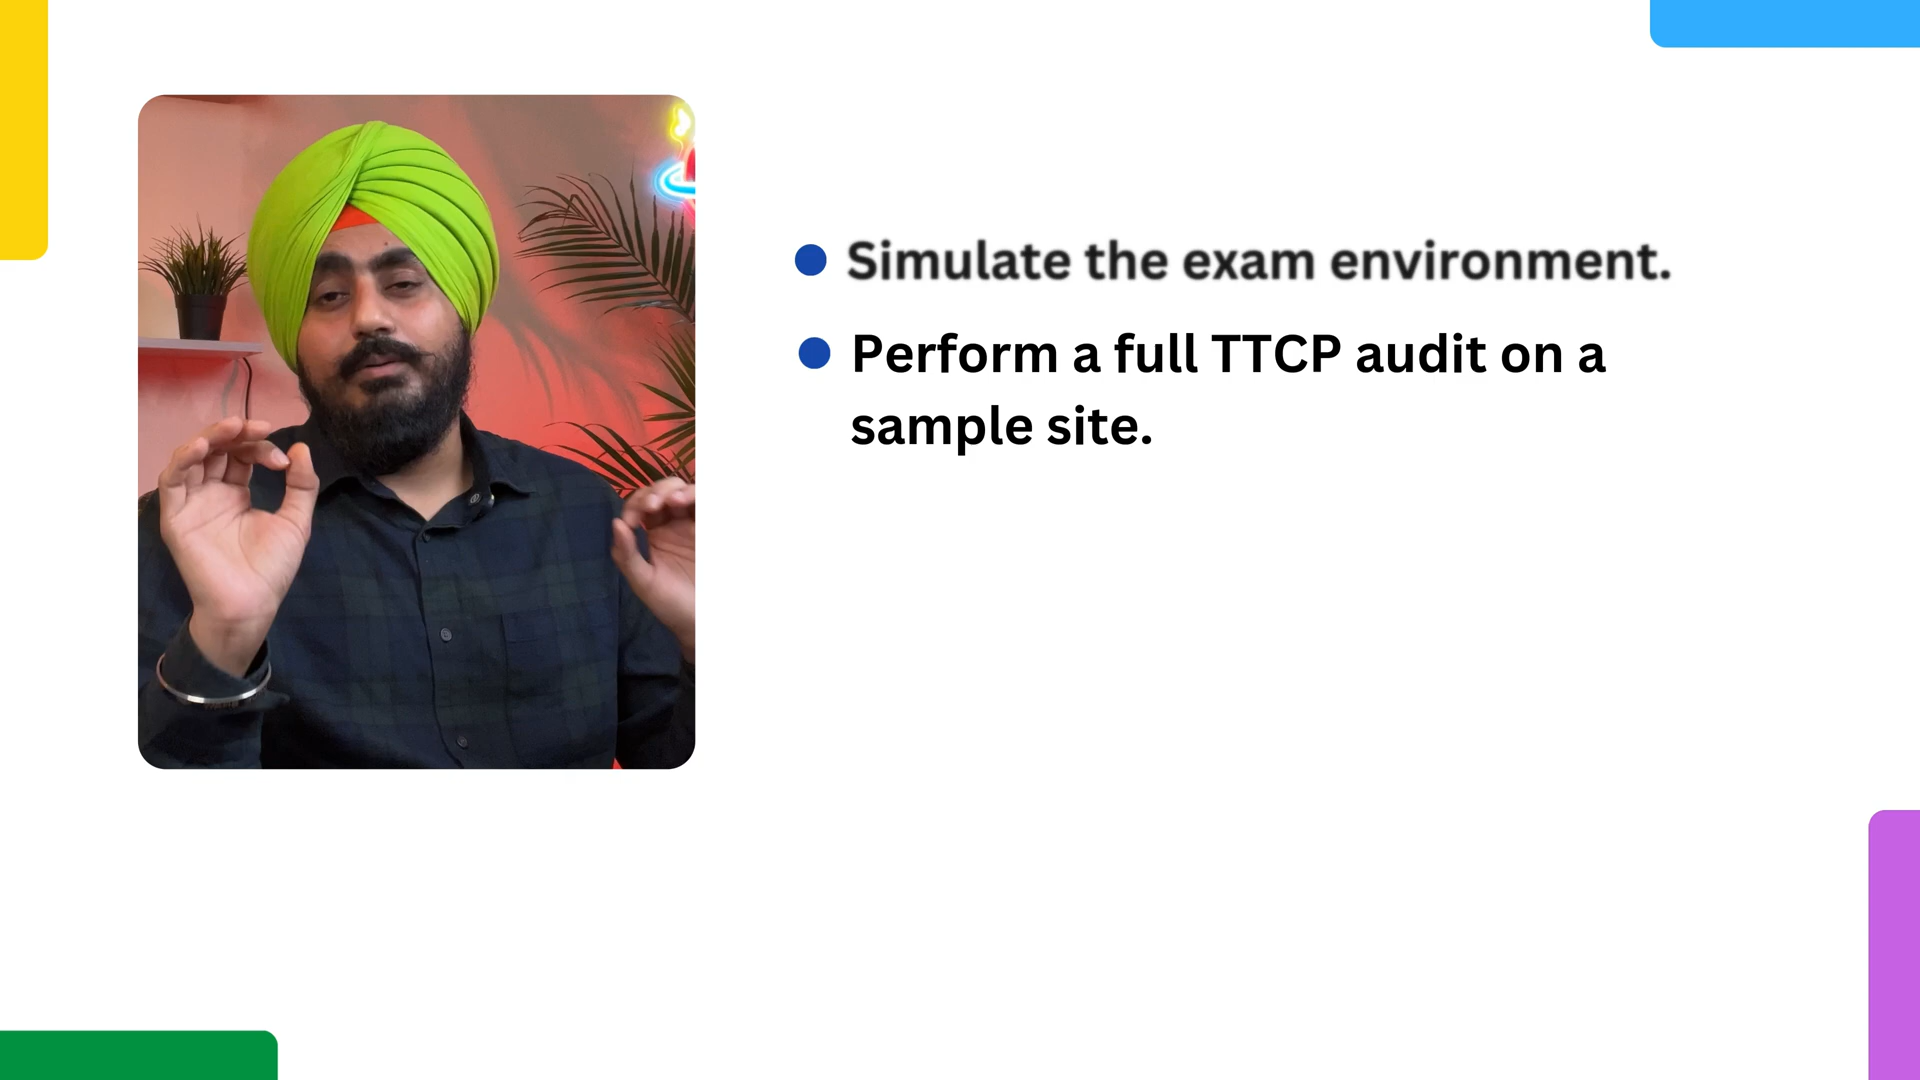 Simulate the exam environment.
Perform a full TTCP audit on a
sample site.